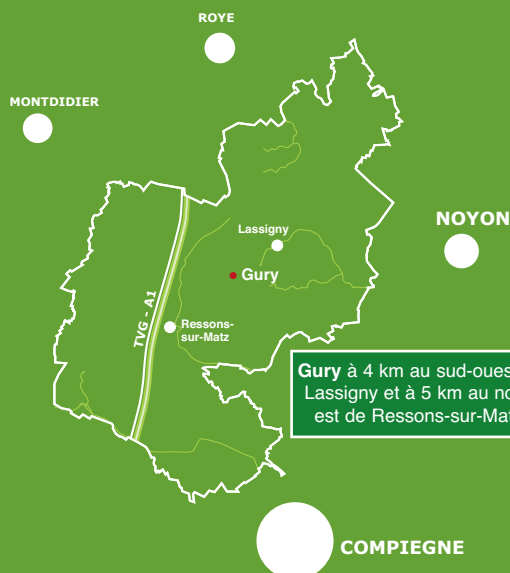 ROYE
MONTDIDIER
NOYON
Lassigny
Gury
TVG - A1
Ressons-
sur-Matz
Gury à 4 km au sud-oues
Lassigny et à 5 km au no
est de Ressons-sur-Mat
COMPIEGNE